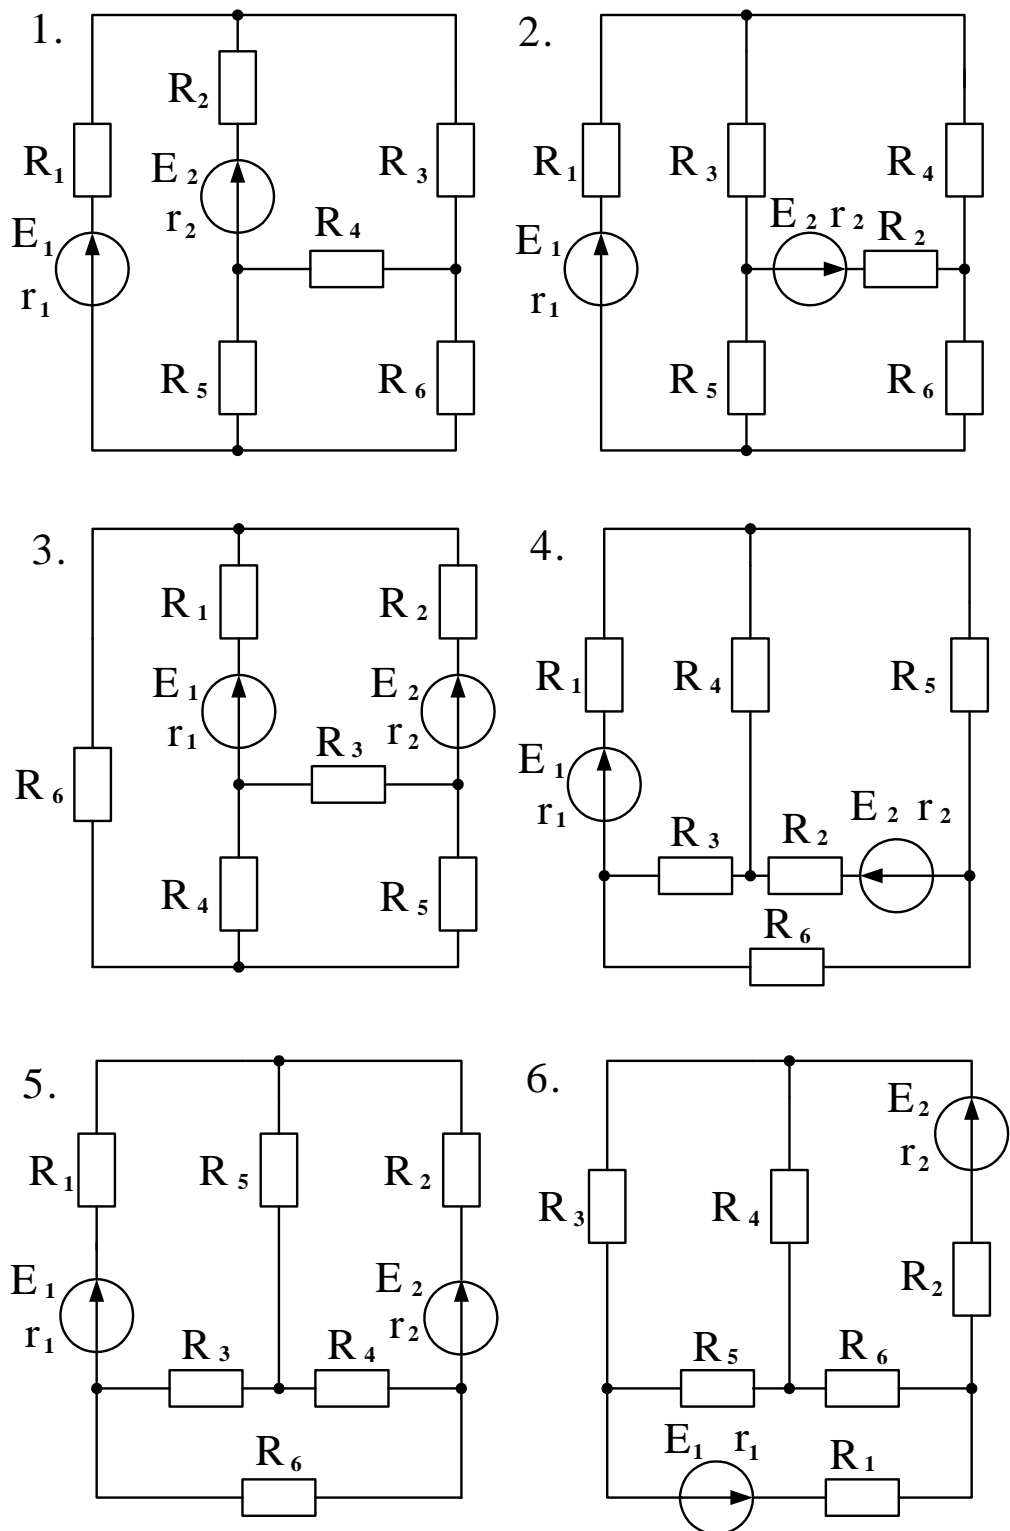 1.
R₂
R₁
E₂
r₂
R₃
E₁
r₁
R₄
R₅
R₆
2.
R₁
R₃
R₄
E₂ r₂
R₂
E₁
r₁
R₅
R₆
3.
R₁
R₂
E₁
r₁
E₂
r₂
R₃
R₆
R₄
R₅
4.
R₁
R₄
R₅
E₁
r₁
R₃
R₂
E₂ r₂
R₆
5.
R₁
R₅
R₂
E₁
r₁
E₂
r₂
R₃
R₄
R₆
6.
E₂
r₂
R₃
R₄
R₂
R₅
R₆
E₁ r₁
R₁